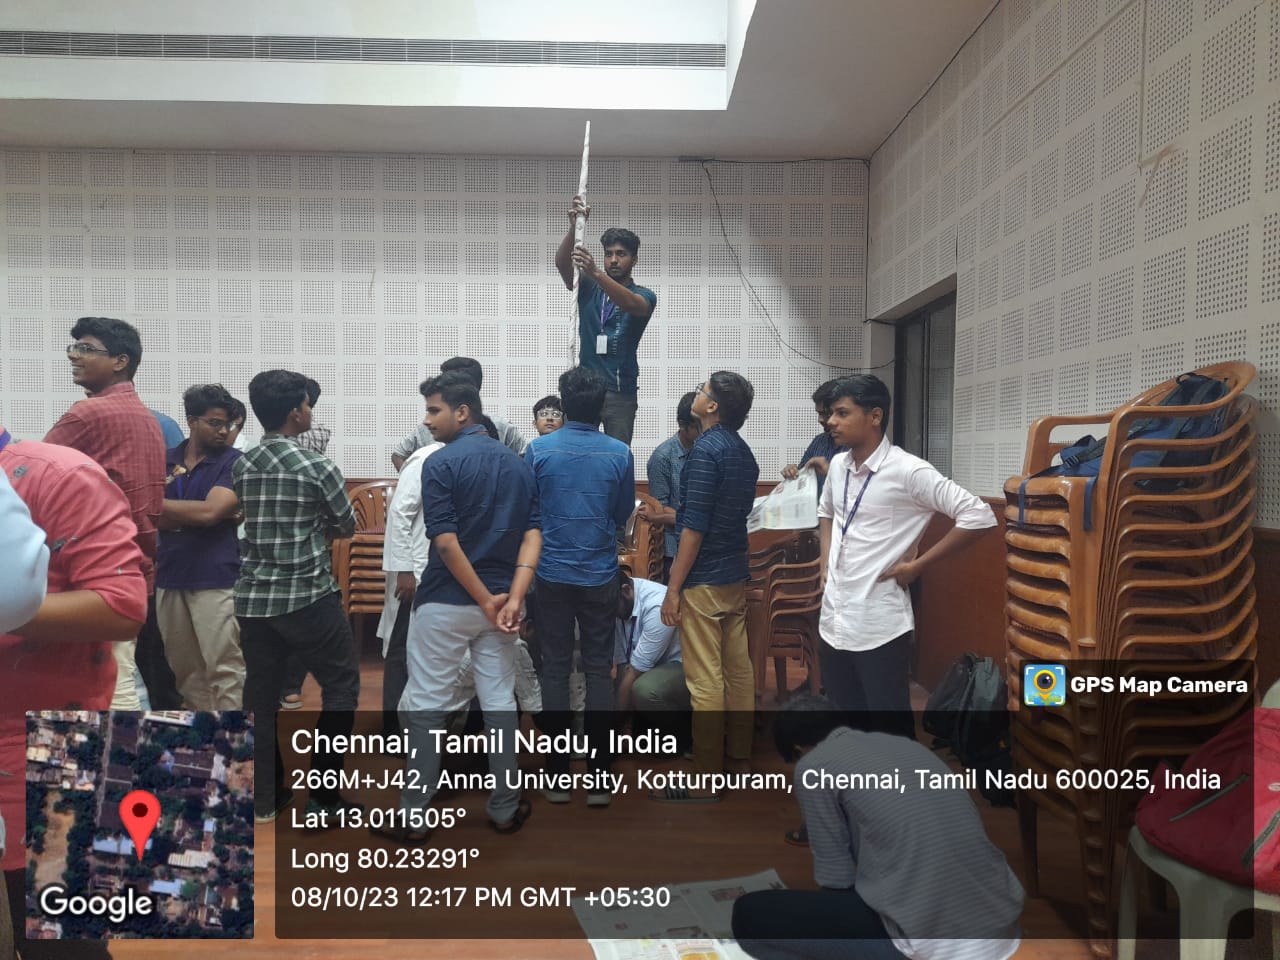 GPS Map Camera
Chennai, Tamil Nadu, India
266M+J42, Anna University, Kotturpuram, Chennai, Tamil Nadu 600025, India
Lat 13.011505°
Long 80.23291°
08/10/23 12:17 PM GMT +05:30
Google